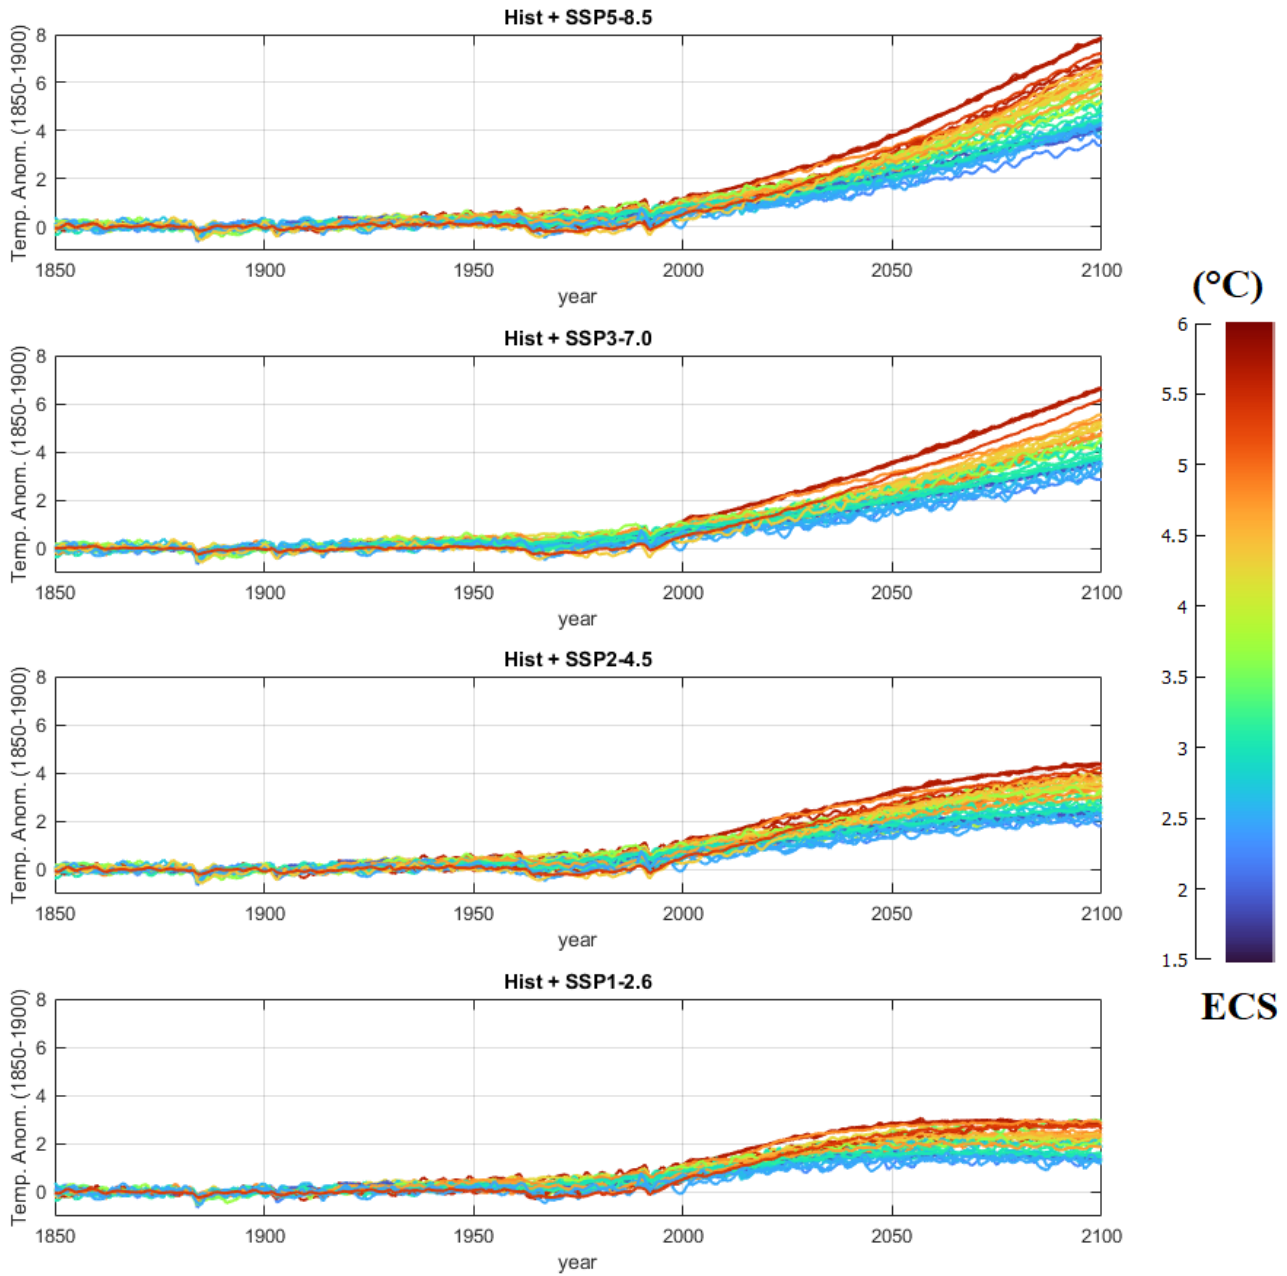 Hist + SSP5-8.5
Temp. Anom. (1850-1900)
8
6
4
2
0
1850 1900 1950 2000 2050 2100
year
Hist + SSP3-7.0
Temp. Anom. (1850-1900)
8
6
4
2
0
1850 1900 1950 2000 2050 2100
year
Hist + SSP2-4.5
Temp. Anom. (1850-1900)
8
6
4
2
0
1850 1900 1950 2000 2050 2100
year
Hist + SSP1-2.6
Temp. Anom. (1850-1900)
8
6
4
2
0
1850 1900 1950 2000 2050 2100
year
(°C)
6
5.5
5
4.5
4
3.5
3
2.5
2
1.5
ECS